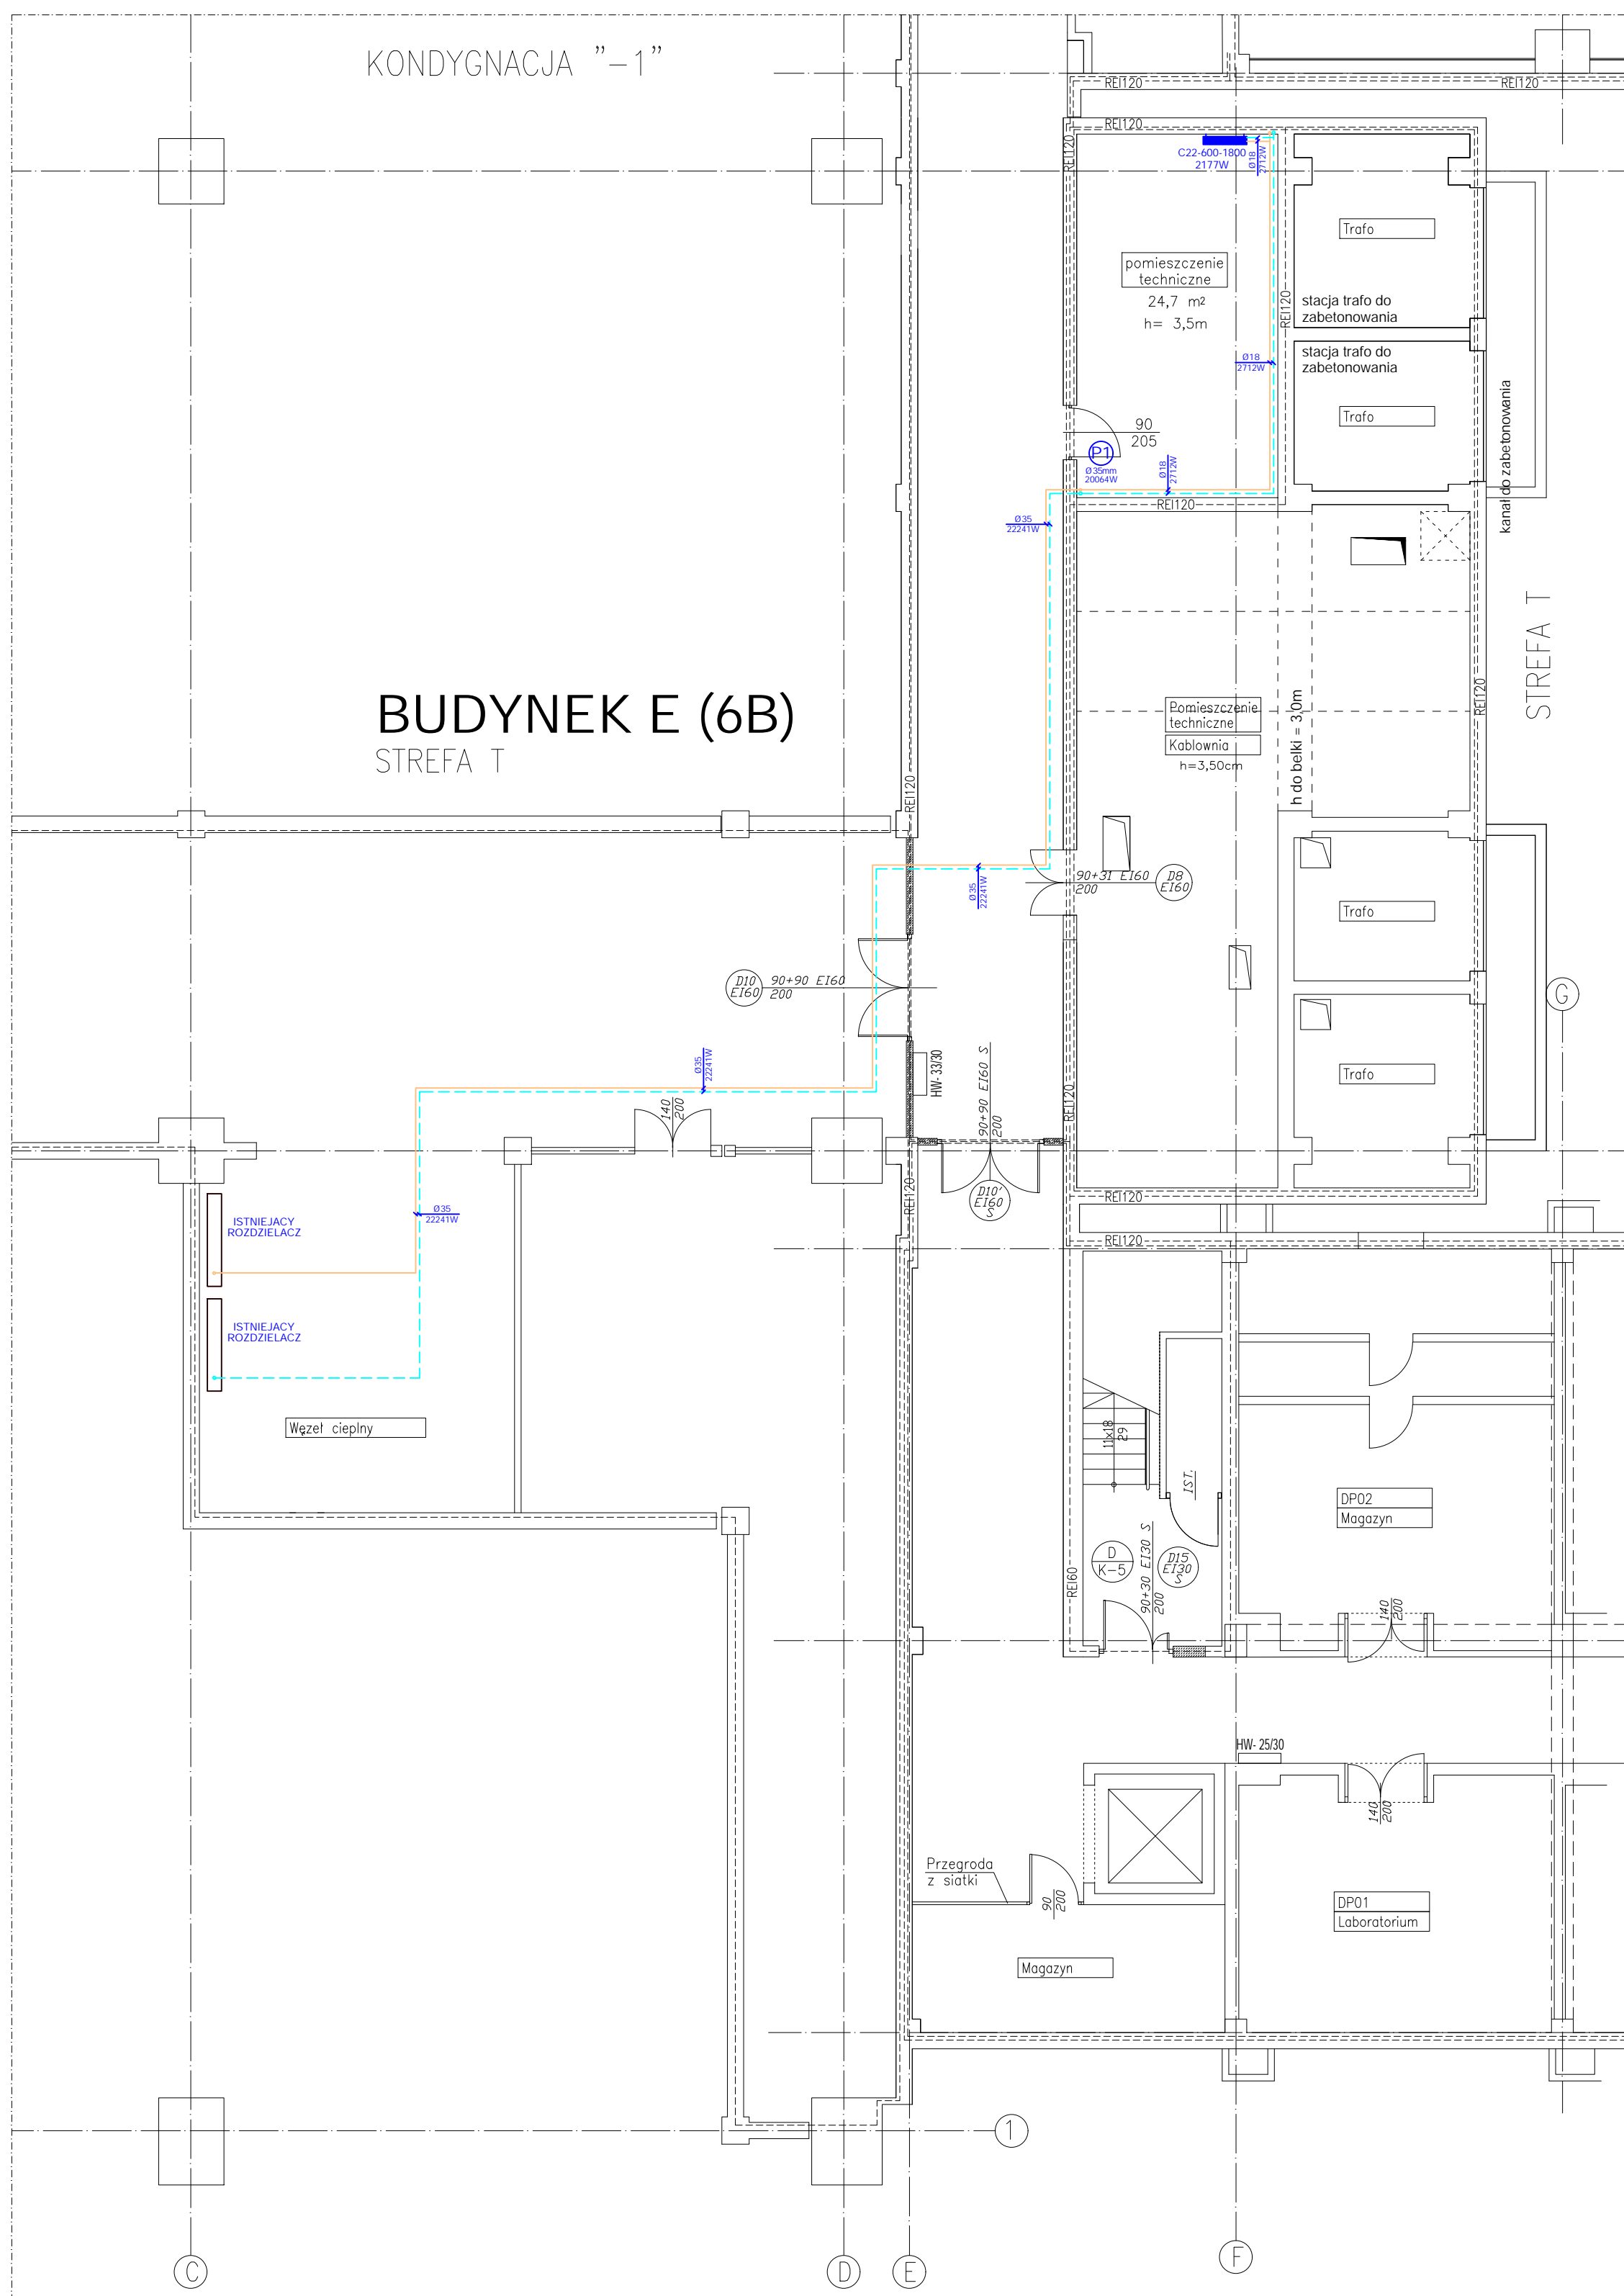 KONDYGNACJA "-1"
REI120
REI120
REI120
REI120
C22-600-1800
2177W
Ø18
2712W
Trafo
pomieszczenie
techniczne
24,7 m²
h= 3,5m
REI120
stacja trafo do
zabetonowania
stacja trafo do
zabetonowania
Ø18
2712W
Trafo
kanał do zabetonowania
90
205
P1
Ø35mm
20064W
Ø18
2712W
REI120
Ø35
22241W
STREFA T
BUDYNEK E (6B)
STREFA T
Pomieszczenie
techniczne
Kablownia
h=3,50cm
h do belki = 3,0m
REI120
REI120
Ø35
22241W
90+31 EI60
200
D8
EI60
Trafo
D10
EI60
90+90 EI60
200
G
HW- 33/30
90+90 EI60 S
200
Ø35
22241W
140
200
REI120
Trafo
D10'
EI60
S
REI120
REI120
REI120
Ø35
22241W
ISTNIEJACY
ROZDZIELACZ
ISTNIEJACY
ROZDZIELACZ
Węzeł cieplny
11x18
29
IST.
DP02
Magazyn
D
K-5
90+30 EI30 S
200
D15
EI30
S
REI60
140
200
HW- 25/30
140
200
Przegroda
z siatki
90
200
DP01
Laboratorium
Magazyn
1
C
D
E
F